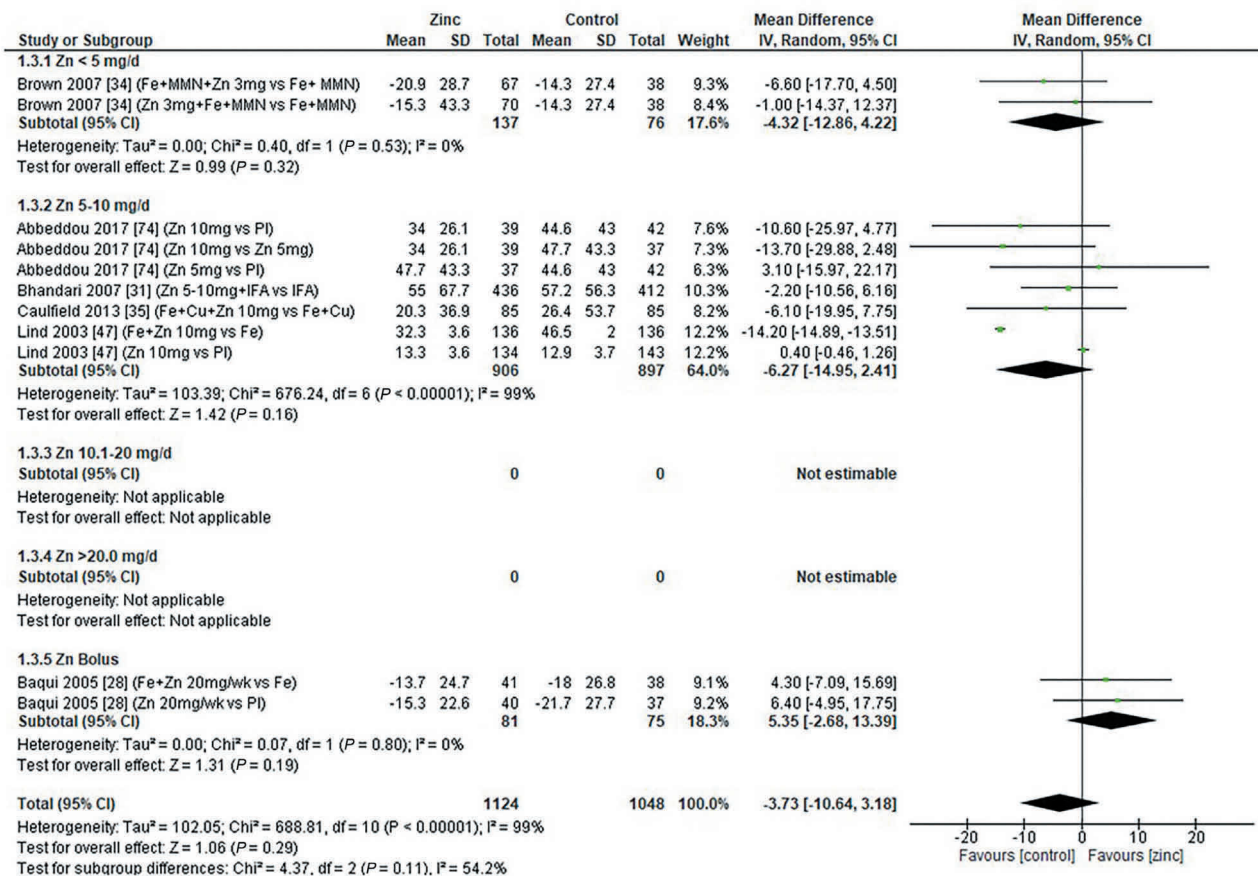 Zinc Control Mean Difference Mean Difference
Study or Subgroup Mean SD Total Mean SD Total Weight IV, Random, 95% CI IV, Random, 95% CI
1.3.1 Zn < 5 mg/d
Brown 2007 [34] (Fe+MMN+Zn 3mg vs Fe+ MMN) -20.9 28.7 67 -14.3 27.4 38 9.3% -6.60 [-17.70, 4.50]
Brown 2007 [34] (Zn 3mg+Fe+MMN vs Fe+MMN) -15.3 43.3 70 -14.3 27.4 38 8.4% -1.00 [-14.37, 12.37]
Subtotal (95% CI) 137 76 17.6% -4.32 [-12.86, 4.22]
Heterogeneity: Tau² = 0.00; Chi² = 0.40, df = 1 (P = 0.53); I² = 0%
Test for overall effect: Z = 0.99 (P = 0.32)
1.3.2 Zn 5-10 mg/d
Abbeddou 2017 [74] (Zn 10mg vs Pl) 34 26.1 39 44.6 43 42 7.6% -10.60 [-25.97, 4.77]
Abbeddou 2017 [74] (Zn 10mg vs Zn 5mg) 34 26.1 39 47.7 43.3 37 7.3% -13.70 [-29.88, 2.48]
Abbeddou 2017 [74] (Zn 5mg vs Pl) 47.7 43.3 37 44.6 43 42 6.3% 3.10 [-15.97, 22.17]
Bhandari 2007 [31] (Zn 5-10mg+IFA vs IFA) 55 67.7 436 57.2 56.3 412 10.3% -2.20 [-10.56, 6.16]
Caulfield 2013 [35] (Fe+Cu+Zn 10mg vs Fe+Cu) 20.3 36.9 85 26.4 53.7 85 8.2% -6.10 [-19.95, 7.75]
Lind 2003 [47] (Fe+Zn 10mg vs Fe) 32.3 3.6 136 46.5 2 136 12.2% -14.20 [-14.89, -13.51]
Lind 2003 [47] (Zn 10mg vs Pl) 13.3 3.6 134 12.9 3.7 143 12.2% 0.40 [-0.46, 1.26]
Subtotal (95% CI) 906 897 64.0% -6.27 [-14.95, 2.41]
Heterogeneity: Tau² = 103.39; Chi² = 676.24, df = 6 (P < 0.00001); I² = 99%
Test for overall effect: Z = 1.42 (P = 0.16)
1.3.3 Zn 10.1-20 mg/d
Subtotal (95% CI) 0 0 Not estimable
Heterogeneity: Not applicable
Test for overall effect: Not applicable
1.3.4 Zn >20.0 mg/d
Subtotal (95% CI) 0 0 Not estimable
Heterogeneity: Not applicable
Test for overall effect: Not applicable
1.3.5 Zn Bolus
Baqui 2005 [28] (Fe+Zn 20mg/wk vs Fe) -13.7 24.7 41 -18 26.8 38 9.1% 4.30 [-7.09, 15.69]
Baqui 2005 [28] (Zn 20mg/wk vs Pl) -15.3 22.6 40 -21.7 27.7 37 9.2% 6.40 [-4.95, 17.75]
Subtotal (95% CI) 81 75 18.3% 5.35 [-2.68, 13.39]
Heterogeneity: Tau² = 0.00; Chi² = 0.07, df = 1 (P = 0.80); I² = 0%
Test for overall effect: Z = 1.31 (P = 0.19)
Total (95% CI) 1124 1048 100.0% -3.73 [-10.64, 3.18]
Heterogeneity: Tau² = 102.05; Chi² = 688.81, df = 10 (P < 0.00001); I² = 99%
Test for overall effect: Z = 1.06 (P = 0.29)
Test for subgroup differences: Chi² = 4.37, df = 2 (P = 0.11), I² = 54.2%
-20 -10 0 10 20
Favours [control] Favours [zinc]